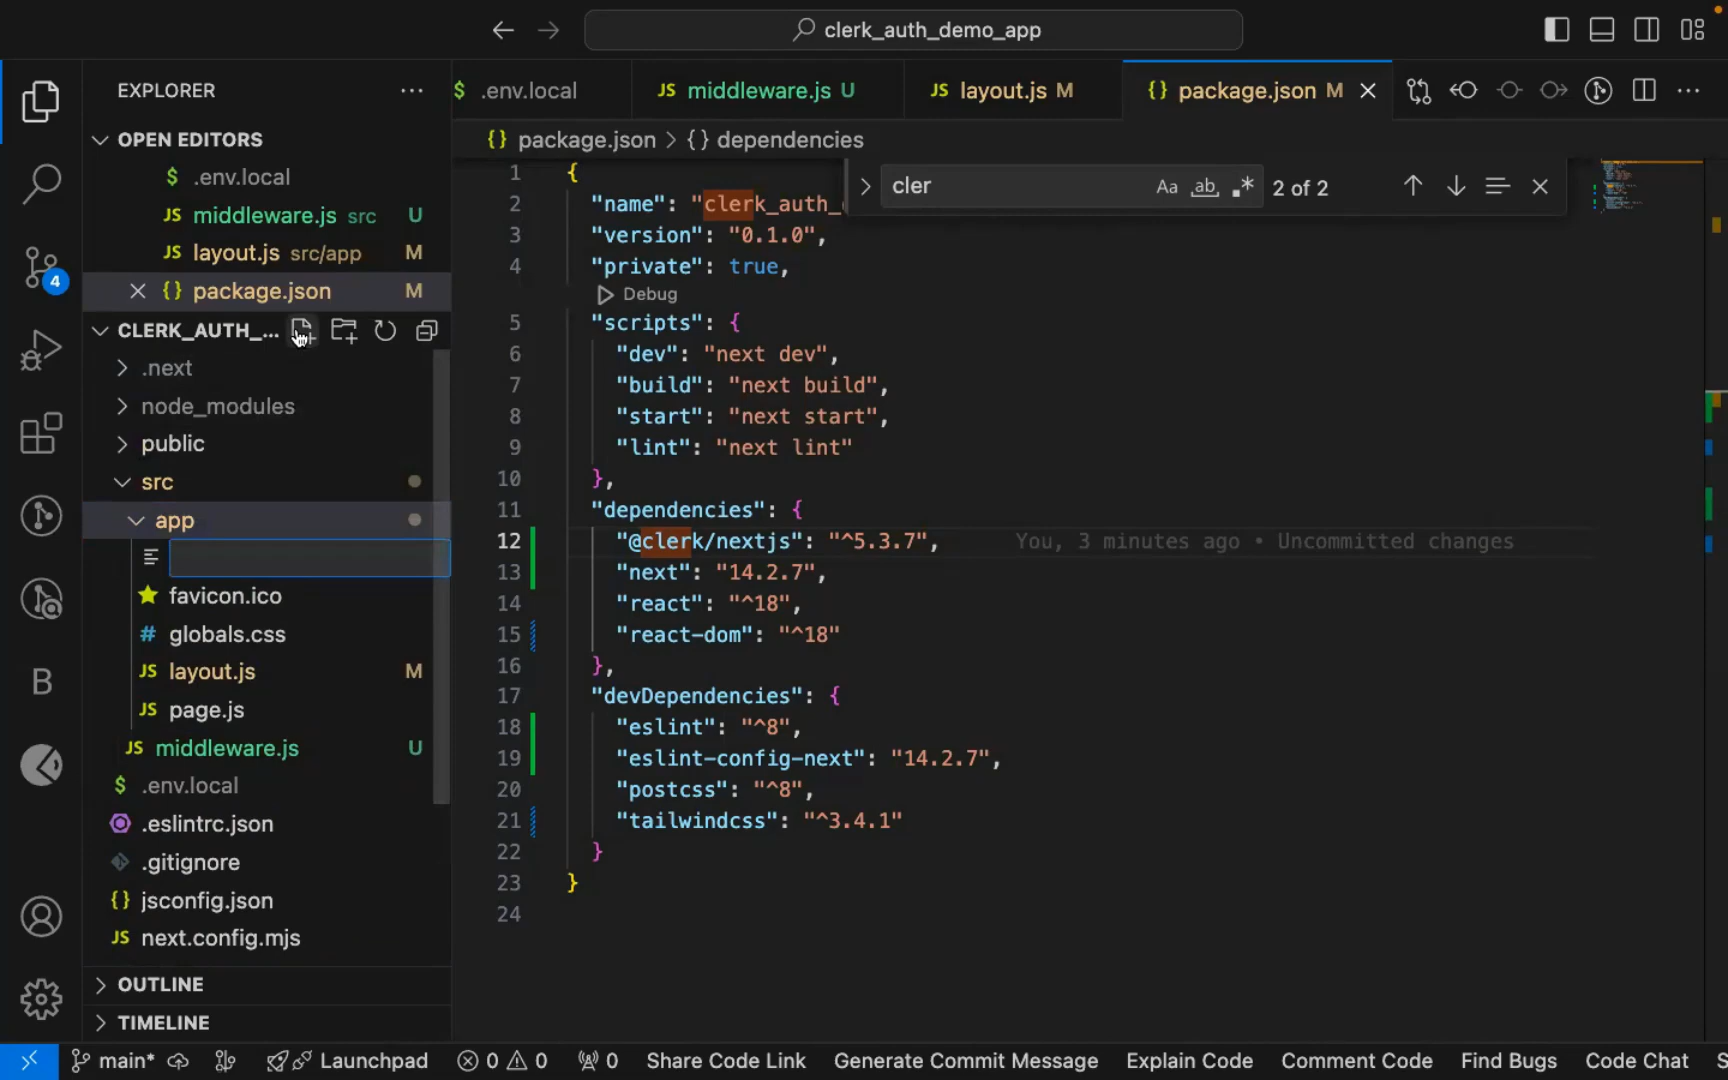 clerk_auth_demo_app
EXPLORER
$ .env.local
JS middleware.js U
JS layout.js M
{} package.json M
OPEN EDITORS
{} package.json > {} dependencies
$ .env.local
JS middleware.js src U
JS layout.js src/app M
{} package.json M
CLERK_AUTH_...
.next
node_modules
public
src
app
favicon.ico
# globals.css
JS layout.js M
JS page.js
JS middleware.js U
$ .env.local
.eslintrc.json
.gitignore
{} jsconfig.json
JS next.config.mjs
OUTLINE
TIMELINE
4
B
cler
Aa ab .* 2 of 2
1 {
2 "name": "clerk_auth_
3 "version": "0.1.0",
4 "private": true,
Debug
5 "scripts": {
6 "dev": "next dev",
7 "build": "next build",
8 "start": "next start",
9 "lint": "next lint"
10 },
11 "dependencies": {
12 "@clerk/nextjs": "^5.3.7", You, 3 minutes ago • Uncommitted changes
13 "next": "14.2.7",
14 "react": "^18",
15 "react-dom": "^18"
16 },
17 "devDependencies": {
18 "eslint": "^8",
19 "eslint-config-next": "14.2.7",
20 "postcss": "^8",
21 "tailwindcss": "^3.4.1"
22 }
23 }
24
main* Launchpad 0 0 0 Share Code Link Generate Commit Message Explain Code Comment Code Find Bugs Code Chat S